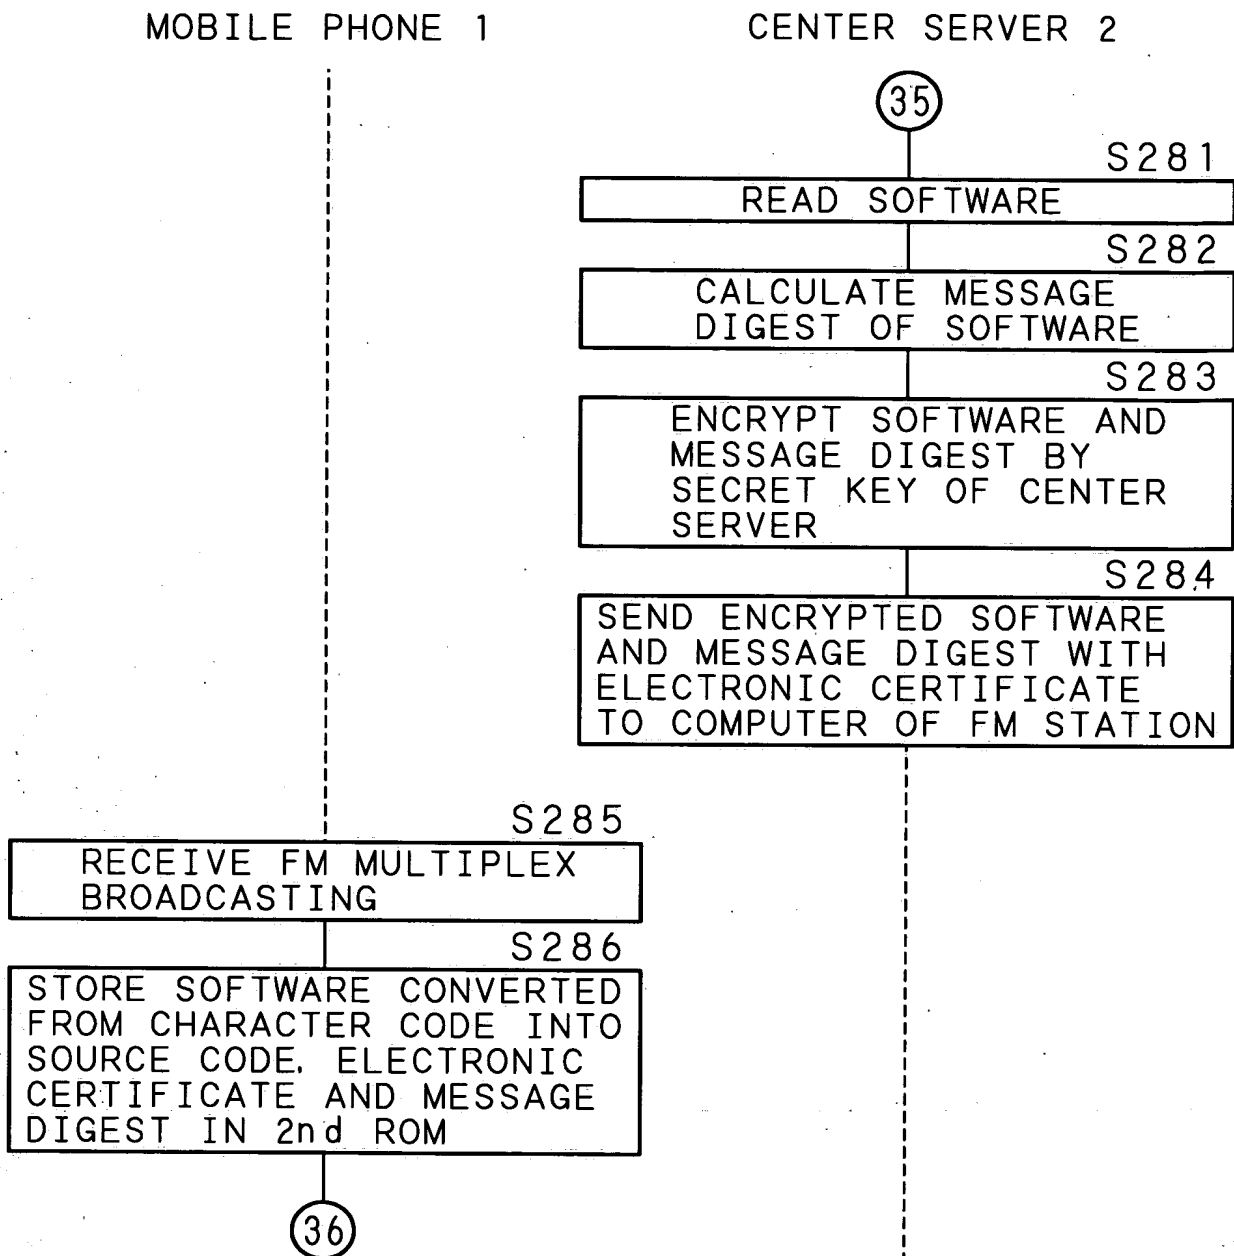 MOBILE PHONE 1
CENTER SERVER 2
35
S281
READ SOFTWARE
S282
CALCULATE MESSAGE
DIGEST OF SOFTWARE
S283
ENCRYPT SOFTWARE AND
MESSAGE DIGEST BY
SECRET KEY OF CENTER
SERVER
S284
SEND ENCRYPTED SOFTWARE
AND MESSAGE DIGEST WITH
ELECTRONIC CERTIFICATE
TO COMPUTER OF FM STATION
S285
RECEIVE FM MULTIPLEX
BROADCASTING
S286
STORE SOFTWARE CONVERTED
FROM CHARACTER CODE INTO
SOURCE CODE, ELECTRONIC
CERTIFICATE AND MESSAGE
DIGEST IN 2nd ROM
36